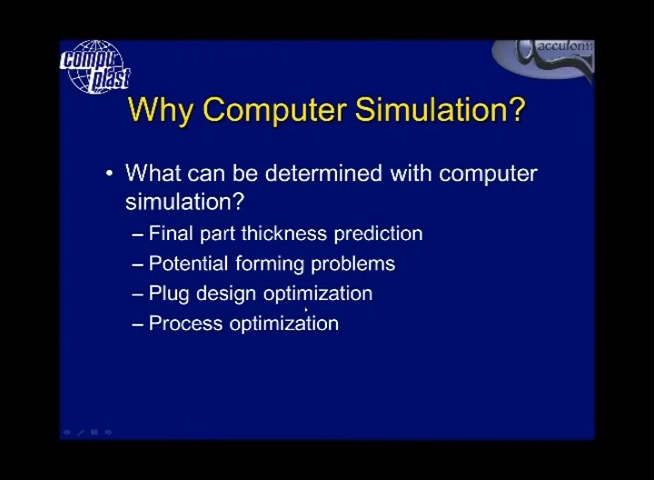 compu
plast
accuform
Why Computer Simulation?
• What can be determined with computer
simulation?
– Final part thickness prediction
– Potential forming problems
– Plug design optimization
– Process optimization